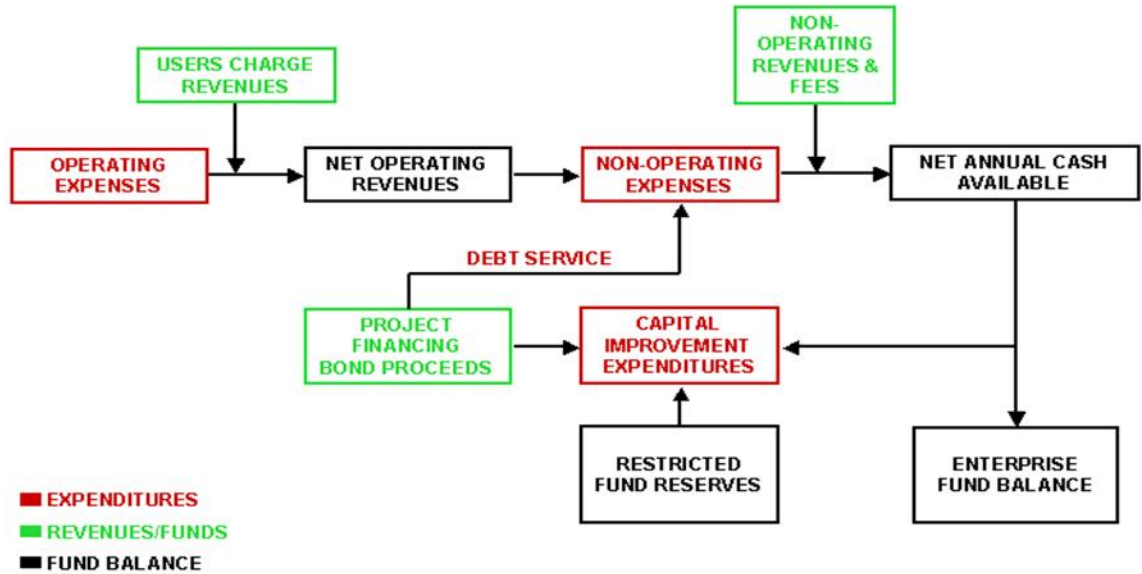 NON-
OPERATING
REVENUES &
FEES
USERS CHARGE
REVENUES
OPERATING
EXPENSES
NET OPERATING
REVENUES
NON-OPERATING
EXPENSES
NET ANNUAL CASH
AVAILABLE
DEBT SERVICE
PROJECT
FINANCING
BOND PROCEEDS
CAPITAL
IMPROVEMENT
EXPENDITURES
RESTRICTED
FUND RESERVES
ENTERPRISE
FUND BALANCE
EXPENDITURES
REVENUES/FUNDS
FUND BALANCE